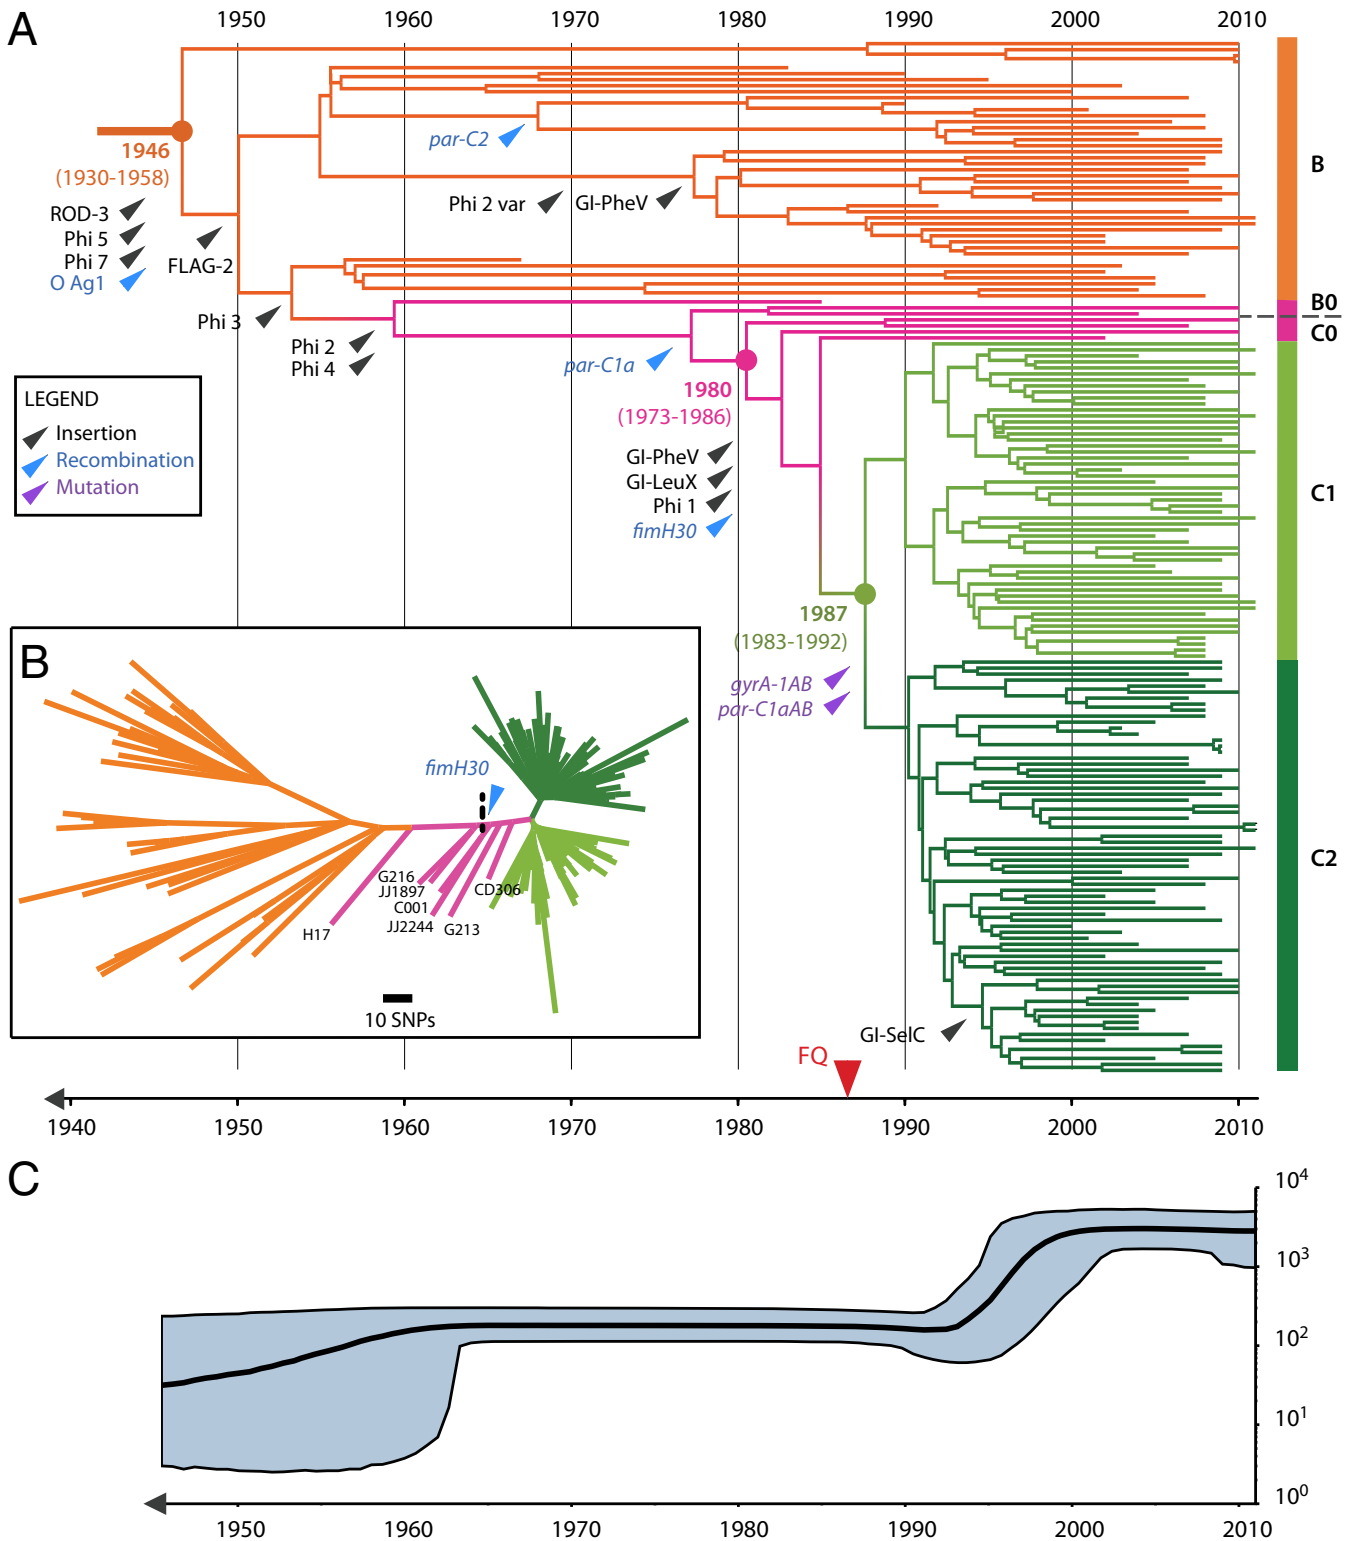 A
1950 1960 1970 1980 1990 2000 2010
1946
(1930-1958)
ROD-3
Phi 5
Phi 7
O Ag1
FLAG-2
par-C2
Phi 2 var
GI-PheV
Phi 3
Phi 2
Phi 4
par-C1a
1980
(1973-1986)
GI-PheV
GI-LeuX
Phi 1
fimH30
1987
(1983-1992)
gyrA-1AB
par-C1aAB
GI-SelC
FQ
B
B0
C0
C1
C2
LEGEND
Insertion
Recombination
Mutation
B
fimH30
G216
JJ1897
C001
JJ2244
G213
CD306
H17
10 SNPs
1940 1950 1960 1970 1980 1990 2000 2010
C
10⁴
10³
10²
10¹
10⁰
1950 1960 1970 1980 1990 2000 2010